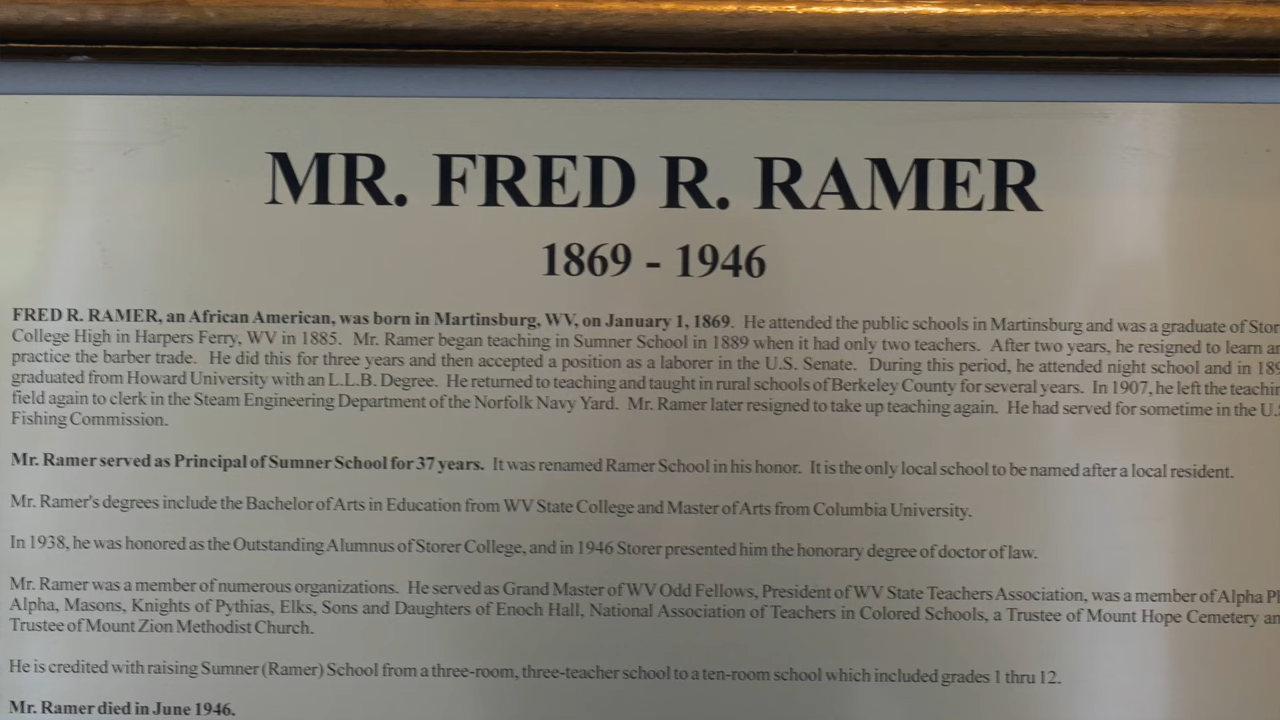 MR. FRED R. RAMER
1869 - 1946
FRED R. RAMER, an African American, was born in Martinsburg, WV, on January 1, 1869. He attended the public schools in Martinsburg and was a graduate of
College High in Harpers Ferry, WV in 1885. Mr. Ramer began teaching in Sumner School in 1889 when it had only two teachers. After two years, he resigned to learn
practice the barber trade. He did this for three years and then accepted a position as a laborer in the U.S. Senate. During this period, he attended night school and in
graduated from Howard University with an L.L.B. Degree. He returned to teaching and taught in rural schools of Berkeley County for several years. In 1907, he left the
field again to clerk in the Steam Engineering Department of the Norfolk Navy Yard. Mr. Ramer later resigned to take up teaching again. He had served for sometime in the
Fishing Commission.
Mr. Ramer served as Principal of Sumner School for 37 years. It was renamed Ramer School in his honor. It is the only local school to be named after a local resident.
Mr. Ramer's degrees include the Bachelor of Arts in Education from WV State College and Master of Arts from Columbia University.
In 1938, he was honored as the Outstanding Alumnus of Storer College, and in 1946 Storer presented him the honorary degree of doctor of law.
Mr. Ramer was a member of numerous organizations. He served as Grand Master of WV Odd Fellows, President of WV State Teachers Association, was a member of Alpha
Alpha, Masons, Knights of Pythias, Elks, Sons and Daughters of Enoch Hall, National Association of Teachers in Colored Schools, a Trustee of Mount Hope Cemetery
Trustee of Mount Zion Methodist Church.
He is credited with raising Sumner (Ramer) School from a three-room, three-teacher school to a ten-room school which included grades 1 thru 12.
Mr. Ramer died in June 1946.